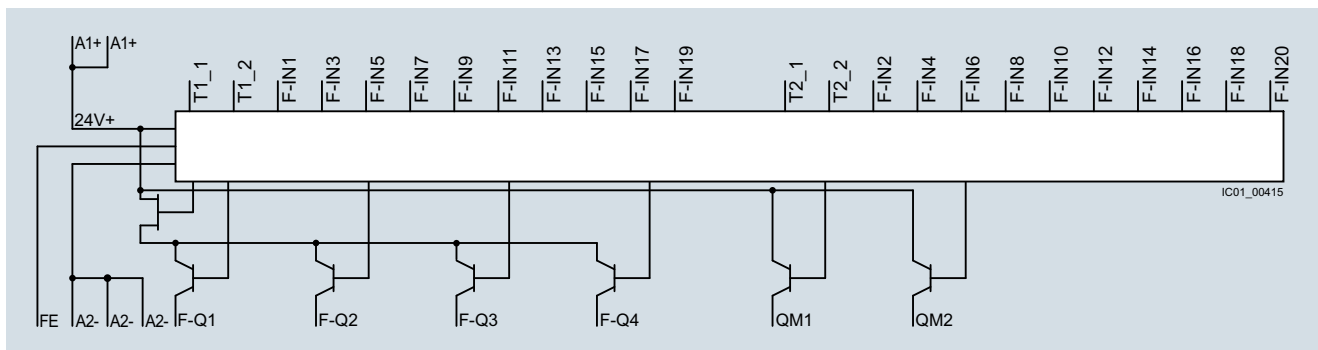 A1+ A1+
T1_1 T1_2 F-IN1 F-IN3 F-IN5 F-IN7 F-IN9 F-IN11 F-IN13 F-IN15 F-IN17 F-IN19 T2_1 T2_2 F-IN2 F-IN4 F-IN6 F-IN8 F-IN10 F-IN12 F-IN14 F-IN16 F-IN18 F-IN20
24V+
IC01_00415
FE A2- A2- A2- F-Q1 F-Q2 F-Q3 F-Q4 QM1 QM2